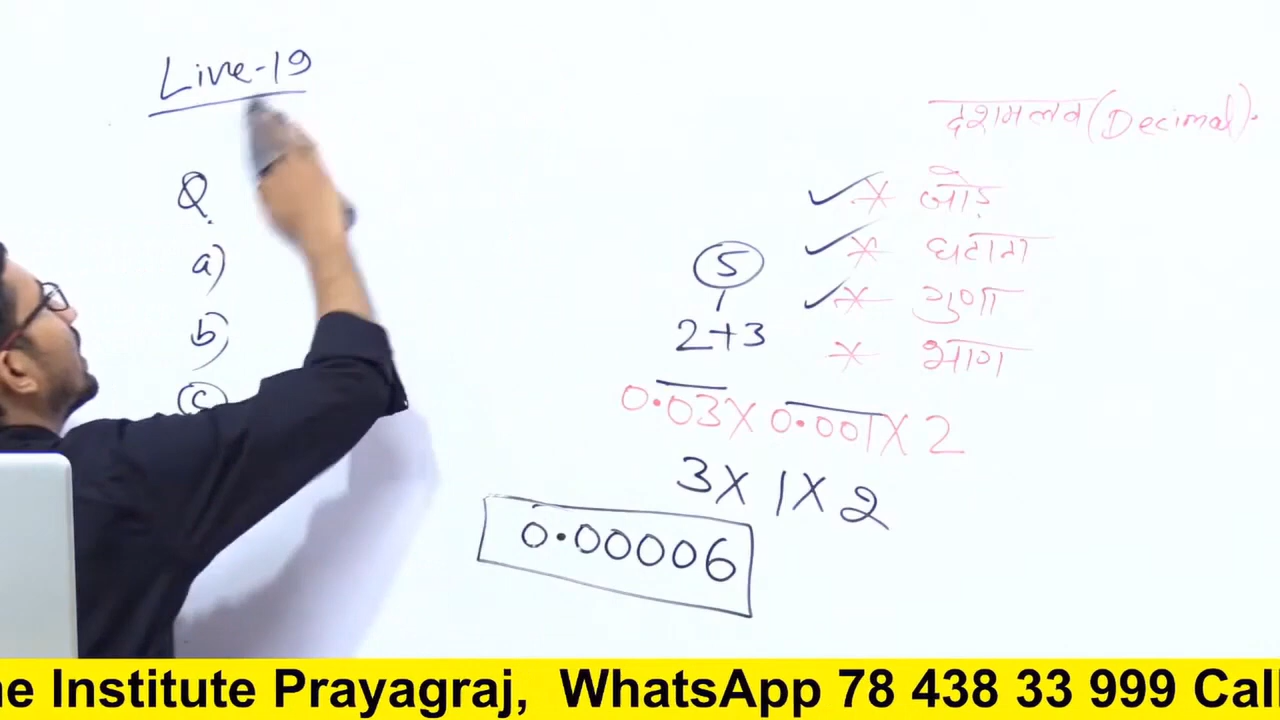 Live-19
Q.
a)
b)
c
दशमलव (Decimal).
* जोड़
* घटाना
* गुणा
* भाग
5
2+3
0.03 X 0.001 X 2
3 X 1 X 2
0.00006
e Institute Prayagraj, WhatsApp 78 438 33 999 Call